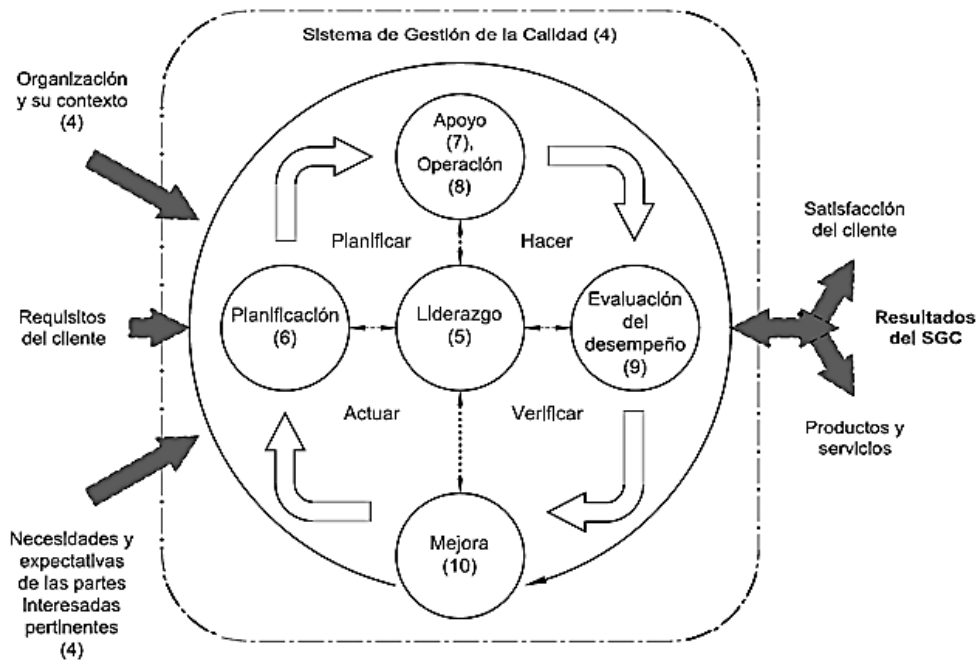 Sistema de Gestión de la Calidad (4)
Organización
y su contexto
(4)
Requisitos
del cliente
Necesidades y
expectativas
de las partes
interesadas
pertinentes
(4)
Apoyo
(7),
Operación
(8)
Planificar
Hacer
Planificación
(6)
Liderazgo
(5)
Evaluación
del
desempeño
(9)
Actuar
Verificar
Mejora
(10)
Satisfacción
del cliente
Resultados
del SGC
Productos y
servicios